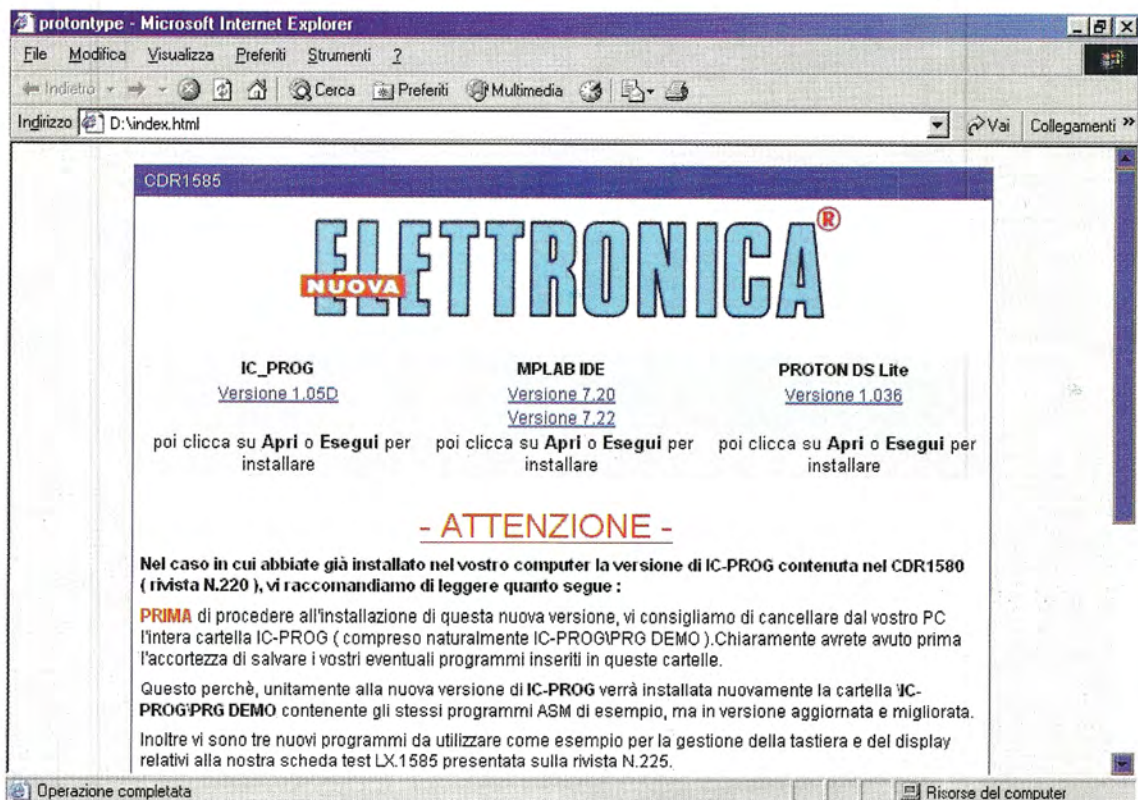 protontype - Microsoft Internet Explorer
File Modifica Visualizza Preferiti Strumenti ?
Indietro Cerca Preferiti Multimedia
Indirizzo D:\index.html Vai Collegamenti »
CDR1585
NUOVA ELETTRONICA®
IC_PROG MPLAB IDE PROTON DS Lite
Versione 1.05D Versione 7.20 Versione 1.036
Versione 7.22
poi clicca su Apri o Esegui per poi clicca su Apri o Esegui per poi clicca su Apri o Esegui per
installare installare installare
- ATTENZIONE -
Nel caso in cui abbiate già installato nel vostro computer la versione di IC-PROG contenuta nel CDR1580
( rivista N.220 ), vi raccomandiamo di leggere quanto segue :
PRIMA di procedere all'installazione di questa nuova versione, vi consigliamo di cancellare dal vostro PC
l'intera cartella IC-PROG ( compreso naturalmente IC-PROG\PRG DEMO ).Chiaramente avrete avuto prima
l'accortezza di salvare i vostri eventuali programmi inseriti in queste cartelle.
Questo perchè, unitamente alla nuova versione di IC-PROG verrà installata nuovamente la cartella \IC-
PROG\PRG DEMO contenente gli stessi programmi ASM di esempio, ma in versione aggiornata e migliorata.
Inoltre vi sono tre nuovi programmi da utilizzare come esempio per la gestione della tastiera e del display
relativi alla nostra scheda test LX.1585 presentata sulla rivista N.225.
Operazione completata Risorse del computer